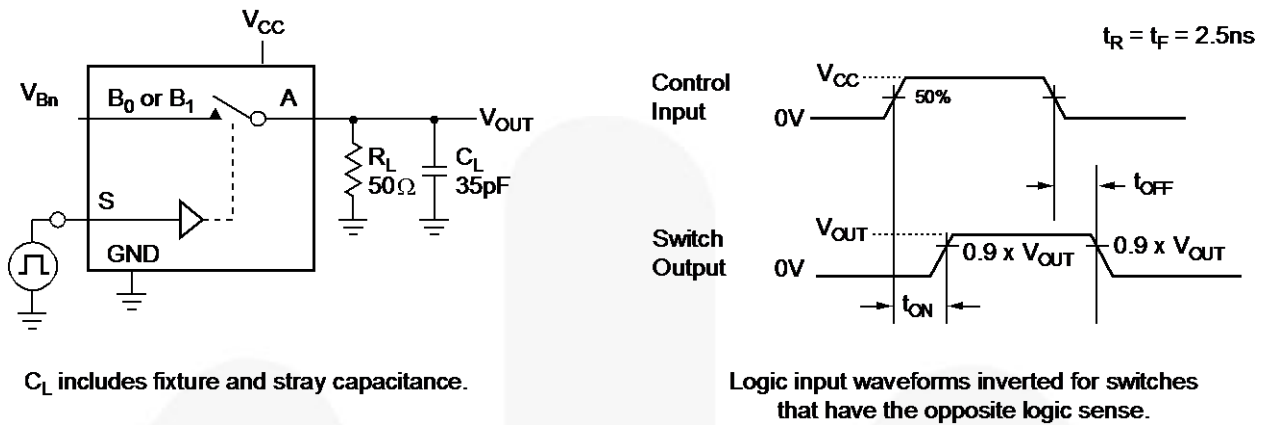 V_CC
V_Bn
B_0 or B_1
A
V_OUT
R_L
50Ω
C_L
35pF
S
GND
C_L includes fixture and stray capacitance.
t_R = t_F = 2.5ns
Control
Input
V_CC
50%
0V
t_OFF
Switch
Output
V_OUT
0.9 x V_OUT
0.9 x V_OUT
0V
t_ON
Logic input waveforms inverted for switches
that have the opposite logic sense.